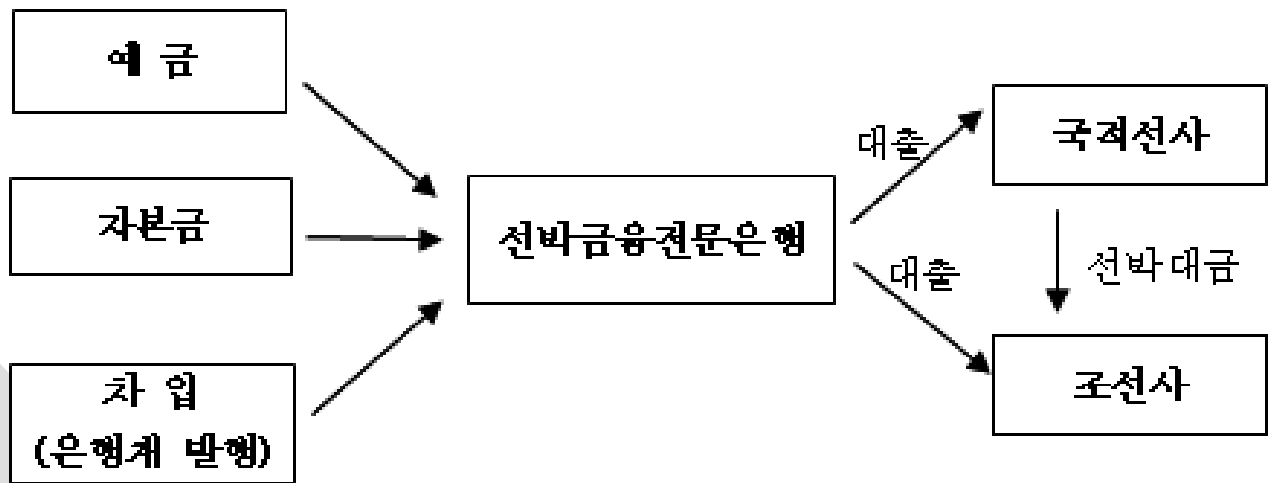 예 금
자본금
차 입
(은행채 발행)
선박금융전문은행
대출
대출
국적선사
선박대금
조선사